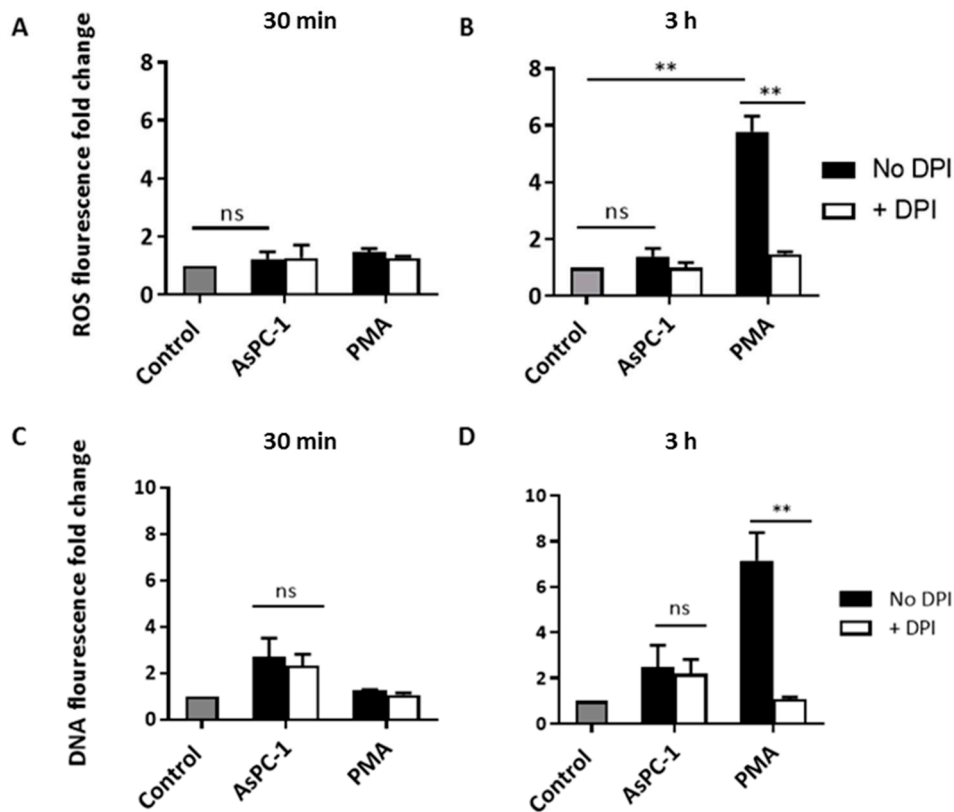 A
30 min
ROS flourescence fold change
8
6
4
2
0
ns
Control
AsPC-1
PMA
B
3 h
8
6
4
2
0
**
**
ns
Control
AsPC-1
PMA
No DPI
+ DPI
C
30 min
DNA flourescence fold change
10
8
6
4
2
0
ns
Control
AsPC-1
PMA
D
3 h
10
8
6
4
2
0
**
ns
Control
AsPC-1
PMA
No DPI
+ DPI